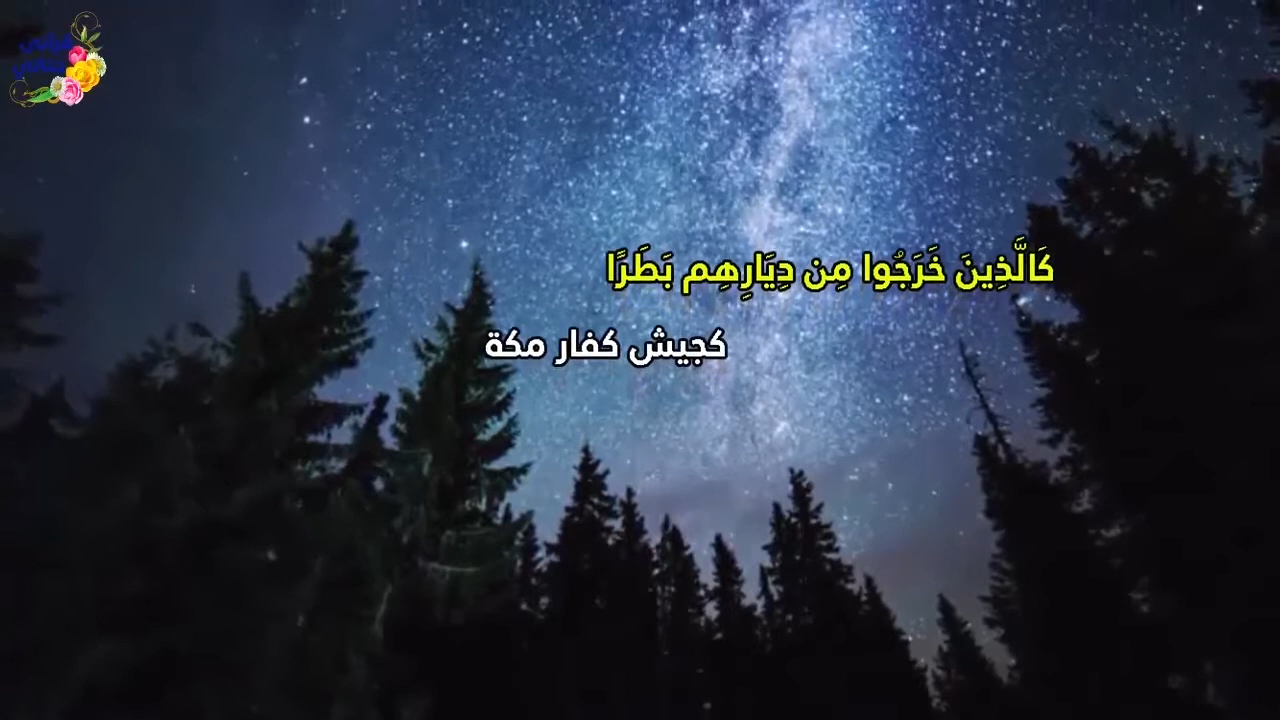 كَالَّذِينَ خَرَجُوا مِن دِيَارِهِم بَطَرًا
كجيش كفار مكة